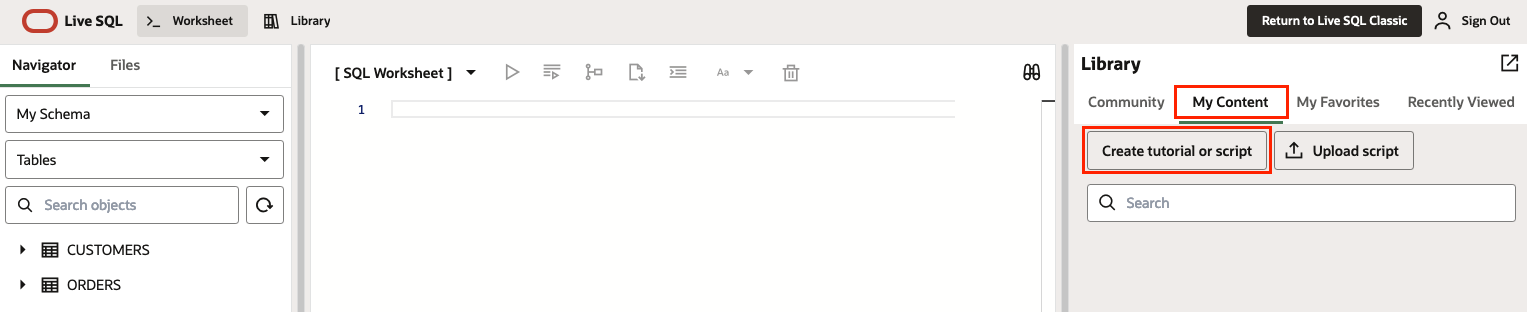 Live SQL Worksheet Library Return to Live SQL Classic Sign Out
Navigator Files
My Schema
Tables
Search objects
CUSTOMERS
ORDERS
[ SQL Worksheet ] Aa
1
Library
Community My Content My Favorites Recently Viewed
Create tutorial or script Upload script
Search